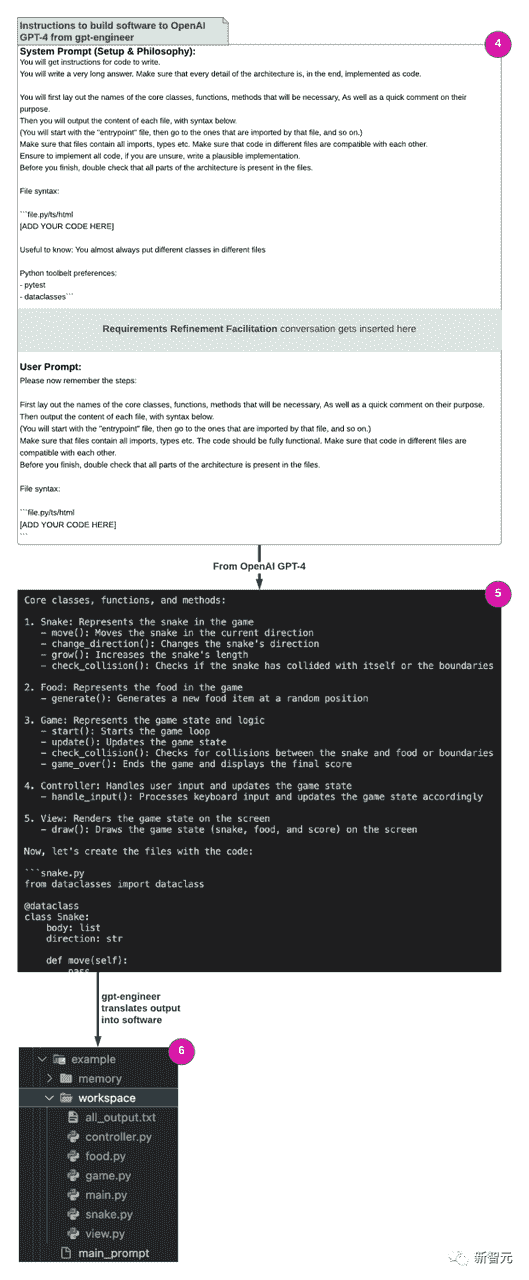 Instructions to build software to OpenAI
GPT-4 from gpt-engineer
4
System Prompt (Setup & Philosophy):
You will get instructions for code to write.
You will write a very long answer. Make sure that every detail of the architecture is, in the end, implemented as code.
You will first lay out the names of the core classes, functions, methods that will be necessary, As well as a quick comment on their
purpose.
Then you will output the content of each file, with syntax below.
(You will start with the "entrypoint" file, then go to the ones that are imported by that file, and so on.)
Make sure that files contain all imports, types etc. Make sure that code in different files are compatible with each other.
Ensure to implement all code, if you are unsure, write a plausible implementation.
Before you finish, double check that all parts of the architecture is present in the files.
File syntax:
```file.py/ts/html
[ADD YOUR CODE HERE]
Useful to know: You almost always put different classes in different files
Python toolbelt preferences:
- pytest
- dataclasses```
Requirements Refinement Facilitation conversation gets inserted here
User Prompt:
Please now remember the steps:
First lay out the names of the core classes, functions, methods that will be necessary, As well as a quick comment on their purpose.
Then output the content of each file, with syntax below.
(You will start with the "entrypoint" file, then go to the ones that are imported by that file, and so on.)
Make sure that files contain all imports, types etc. The code should be fully functional. Make sure that code in different files are
compatible with each other.
Before you finish, double check that all parts of the architecture is present in the files.
File syntax:
```file.py/ts/html
[ADD YOUR CODE HERE]
```
From OpenAI GPT-4
5
Core classes, functions, and methods:
1. Snake: Represents the snake in the game
- move(): Moves the snake in the current direction
- change_direction(): Changes the snake's direction
- grow(): Increases the snake's length
- check_collision(): Checks if the snake has collided with itself or the boundaries
2. Food: Represents the food in the game
- generate(): Generates a new food item at a random position
3. Game: Represents the game state and logic
- start(): Starts the game loop
- update(): Updates the game state
- check_collision(): Checks for collisions between the snake and food or boundaries
- game_over(): Ends the game and displays the final score
4. Controller: Handles user input and updates the game state
- handle_input(): Processes keyboard input and updates the game state accordingly
5. View: Renders the game state on the screen
- draw(): Draws the game state (snake, food, and score) on the screen
Now, let's create the files with the code:
```snake.py
from dataclasses import dataclass
@dataclass
class Snake:
body: list
direction: str
def move(self):
pass
gpt-engineer
translates output
into software
6
example
memory
workspace
all_output.txt
controller.py
food.py
game.py
main.py
snake.py
view.py
main_prompt
新智元